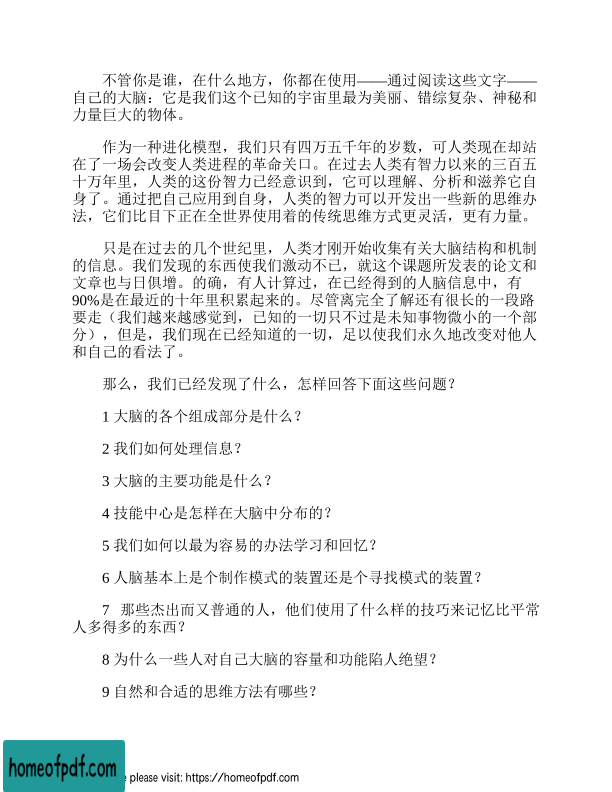 不管你是谁，在什么地方，你都在使用——通过阅读这些文字——
自己的大脑：它是我们这个已知的宇宙里最为美丽、错综复杂、神秘和
力量巨大的物体。
作为一种进化模型，我们只有四万五千年的岁数，可人类现在却站
在了一场会改变人类进程的革命关口。在过去人类有智力以来的三百五
十万年里，人类的这份智力已经意识到，它可以理解、分析和滋养它自
身了。通过把自己应用到自身，人类的智力可以开发出一些新的思维办
法，它们比目下正在全世界使用着的传统思维方式更灵活，更有力量。
只是在过去的几个世纪里，人类才刚开始收集有关大脑结构和机制
的信息。我们发现的东西使我们激动不已，就这个课题所发表的论文和
文章也与日俱增。的确，有人计算过，在已经得到的人脑信息中，有
90%是在最近的十年里积累起来的。尽管离完全了解还有很长的一段路
要走（我们越来越感觉到，已知的一切只不过是未知事物微小的一个部
分），但是，我们现在已经知道的一切，足以使我们永久地改变对他人
和自己的看法了。
那么，我们已经发现了什么，怎样回答下面这些问题？
1 大脑的各个组成部分是什么？
2 我们如何处理信息？
3 大脑的主要功能是什么？
4 技能中心是怎样在大脑中分布的？
5 我们如何以最为容易的办法学习和回忆？
6 人脑基本上是个制作模式的装置还是个寻找模式的装置？
7 那些杰出而又普通的人，他们使用了什么样的技巧来记忆比平常
人多得多的东西？
8 为什么一些人对自己大脑的容量和功能陷人绝望？
9 自然和合适的思维方法有哪些？
homeofpdf.com
e please visit: https://homeofpdf.com